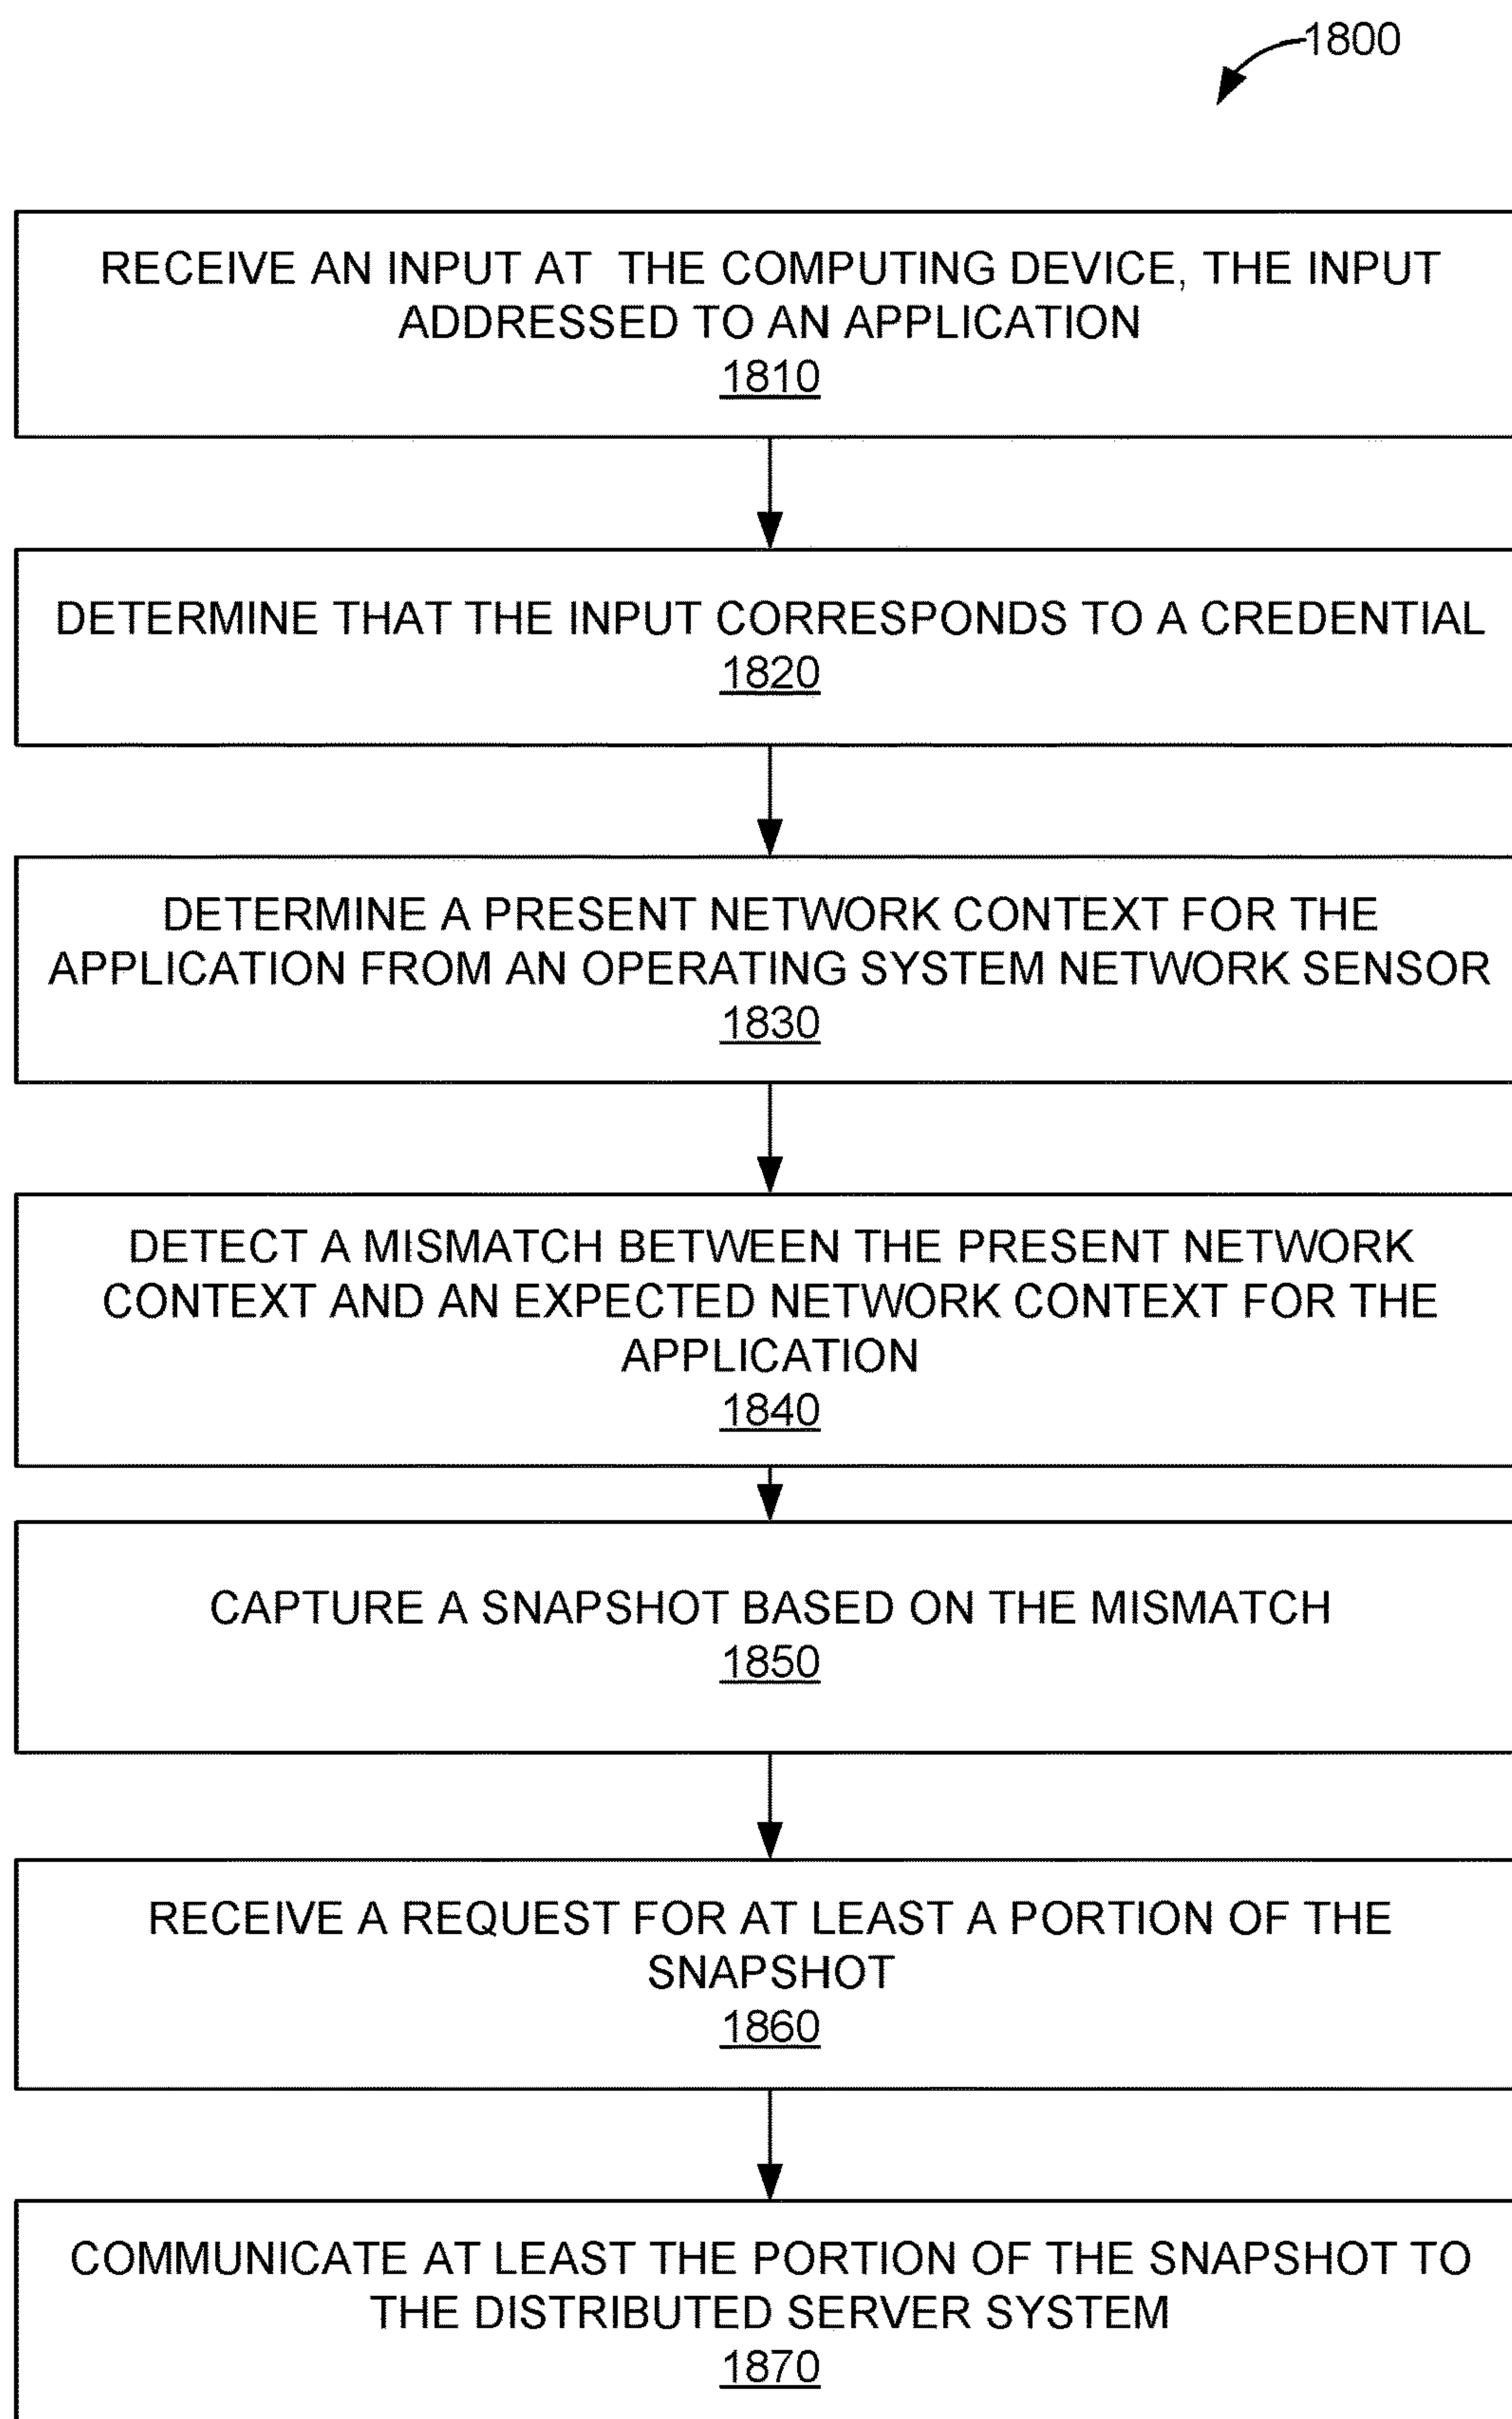 1800
RECEIVE AN INPUT AT THE COMPUTING DEVICE, THE INPUT
ADDRESSED TO AN APPLICATION
1810
DETERMINE THAT THE INPUT CORRESPONDS TO A CREDENTIAL
1820
DETERMINE A PRESENT NETWORK CONTEXT FOR THE
APPLICATION FROM AN OPERATING SYSTEM NETWORK SENSOR
1830
DETECT A MISMATCH BETWEEN THE PRESENT NETWORK
CONTEXT AND AN EXPECTED NETWORK CONTEXT FOR THE
APPLICATION
1840
CAPTURE A SNAPSHOT BASED ON THE MISMATCH
1850
RECEIVE A REQUEST FOR AT LEAST A PORTION OF THE
SNAPSHOT
1860
COMMUNICATE AT LEAST THE PORTION OF THE SNAPSHOT TO
THE DISTRIBUTED SERVER SYSTEM
1870